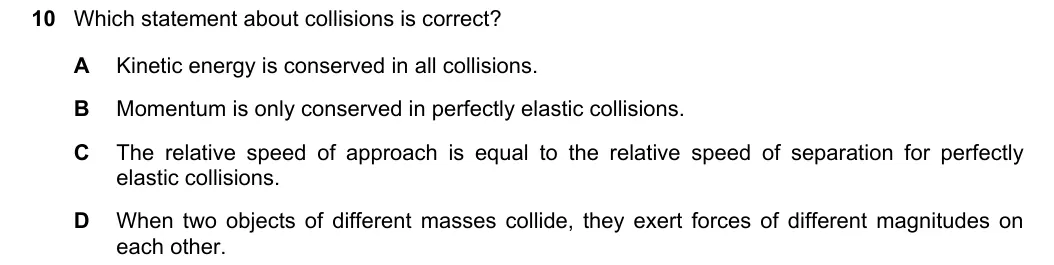 10 Which statement about collisions is correct?
A Kinetic energy is conserved in all collisions.
B Momentum is only conserved in perfectly elastic collisions.
C The relative speed of approach is equal to the relative speed of separation for perfectly
elastic collisions.
D When two objects of different masses collide, they exert forces of different magnitudes on
each other.